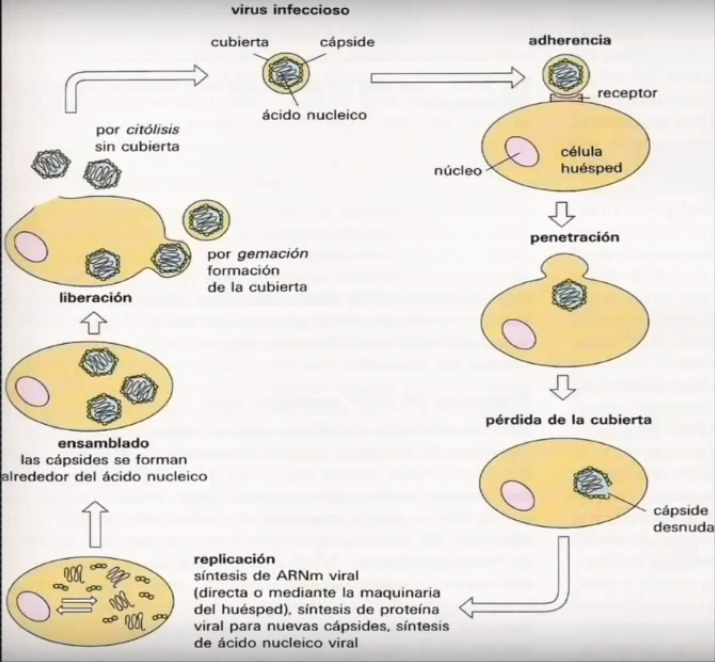 virus infeccioso
cubierta
cápside
ácido nucleico
adherencia
receptor
núcleo
célula
huésped
penetración
pérdida de la cubierta
cápside
desnuda
replicación
síntesis de ARNm viral
(directa o mediante la maquinaria
del huésped), síntesis de proteína
viral para nuevas cápsides, síntesis
de ácido nucleico viral
ensamblado
las cápsides se forman
alrededor del ácido nucleico
liberación
por gemación
formación
de la cubierta
por citólisis
sin cubierta